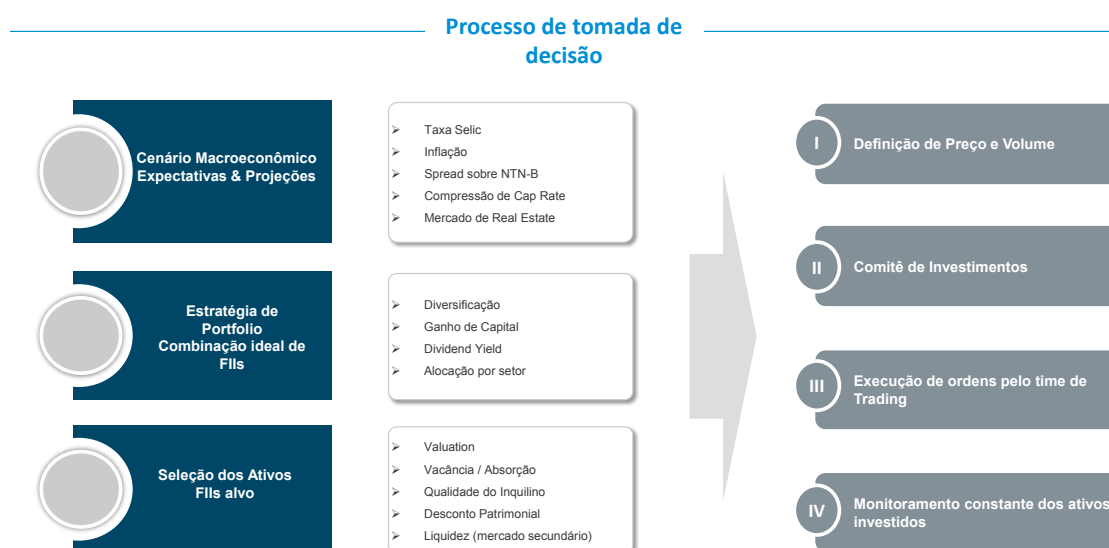 Processo de tomada de
decisão
Cenário Macroeconômico
Expectativas & Projeções
➢ Taxa Selic
➢ Inflação
➢ Spread sobre NTN-B
➢ Compressão de Cap Rate
➢ Mercado de Real Estate
Estratégia de
Portfolio
Combinação ideal de
FIIs
➢ Diversificação
➢ Ganho de Capital
➢ Dividend Yield
➢ Alocação por setor
Seleção dos Ativos
FIIs alvo
➢ Valuation
➢ Vacância / Absorção
➢ Qualidade do Inquilino
➢ Desconto Patrimonial
➢ Liquidez (mercado secundário)
I Definição de Preço e Volume
II Comitê de Investimentos
III Execução de ordens pelo time de
Trading
IV Monitoramento constante dos ativos
investidos